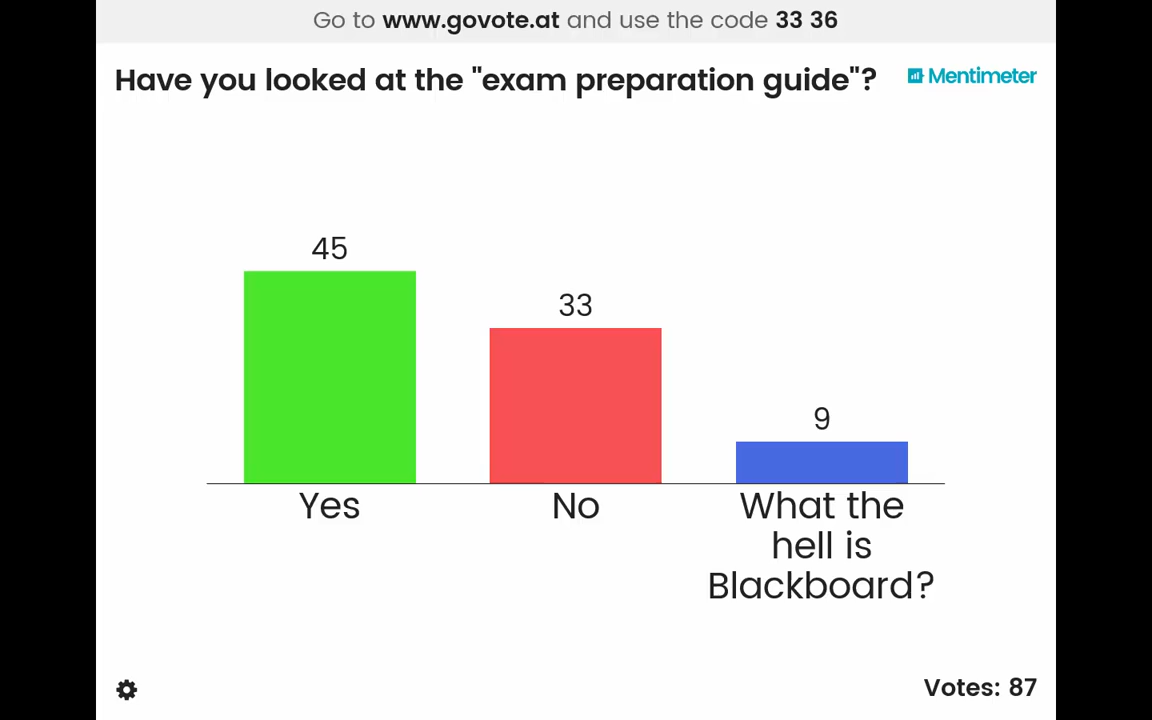 Go to www.govote.at and use the code 33 36
Have you looked at the "exam preparation guide"?
Mentimeter
45
33
9
Yes
No
What the
hell is
Blackboard?
Votes: 87